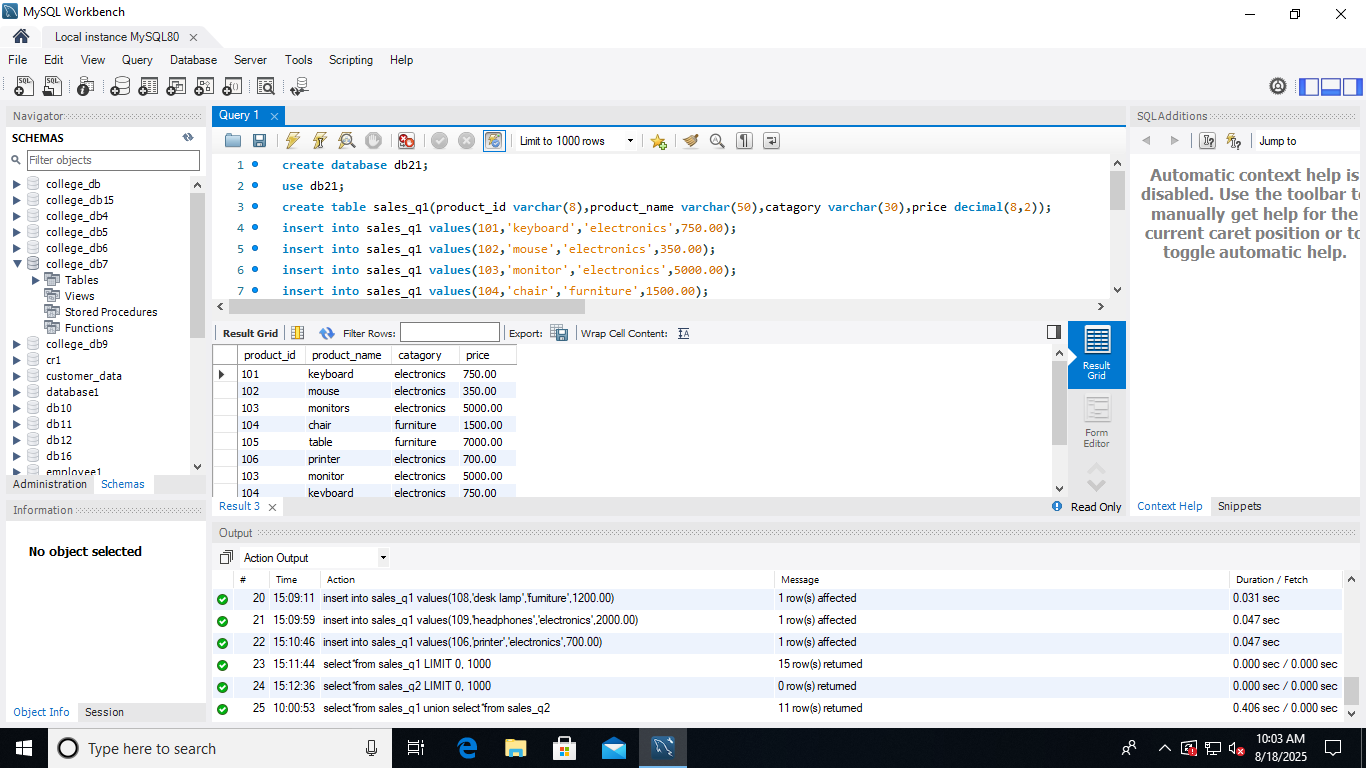 MySQL Workbench
Local instance MySQL80
File Edit View Query Database Server Tools Scripting Help
Navigator
SCHEMAS
Filter objects
college_db
college_db15
college_db4
college_db5
college_db6
college_db7
Tables
Views
Stored Procedures
Functions
college_db9
cr1
customer_data
database1
db10
db11
db12
db16
employee1
Administration Schemas
Information
No object selected
Object Info Session
Query 1
Limit to 1000 rows
1 create database db21;
2 use db21;
3 create table sales_q1(product_id varchar(8),product_name varchar(50),catagory varchar(30),price decimal(8,2));
4 insert into sales_q1 values(101,'keyboard','electronics',750.00);
5 insert into sales_q1 values(102,'mouse','electronics',350.00);
6 insert into sales_q1 values(103,'monitor','electronics',5000.00);
7 insert into sales_q1 values(104,'chair','furniture',1500.00);
Result Grid Filter Rows: Export: Wrap Cell Content:
product_id product_name catagory price
101 keyboard electronics 750.00
102 mouse electronics 350.00
103 monitors electronics 5000.00
104 chair furniture 1500.00
105 table furniture 7000.00
106 printer electronics 700.00
103 monitor electronics 5000.00
104 keyboard electronics 750.00
Result Grid
Form Editor
Result 3
Read Only
SQLAdditions
Jump to
Automatic context help is
disabled. Use the toolbar to
manually get help for the
current caret position or to
toggle automatic help.
Context Help Snippets
Output
Action Output
# Time Action Message Duration / Fetch
20 15:09:11 insert into sales_q1 values(108,'desk lamp','furniture',1200.00) 1 row(s) affected 0.031 sec
21 15:09:59 insert into sales_q1 values(109,'headphones','electronics',2000.00) 1 row(s) affected 0.047 sec
22 15:10:46 insert into sales_q1 values(106,'printer','electronics',700.00) 1 row(s) affected 0.047 sec
23 15:11:44 select*from sales_q1 LIMIT 0, 1000 15 row(s) returned 0.000 sec / 0.000 sec
24 15:12:36 select*from sales_q2 LIMIT 0, 1000 0 row(s) returned 0.000 sec / 0.000 sec
25 10:00:53 select*from sales_q1 union select*from sales_q2 11 row(s) returned 0.406 sec / 0.000 sec
Type here to search
10:03 AM
8/18/2025